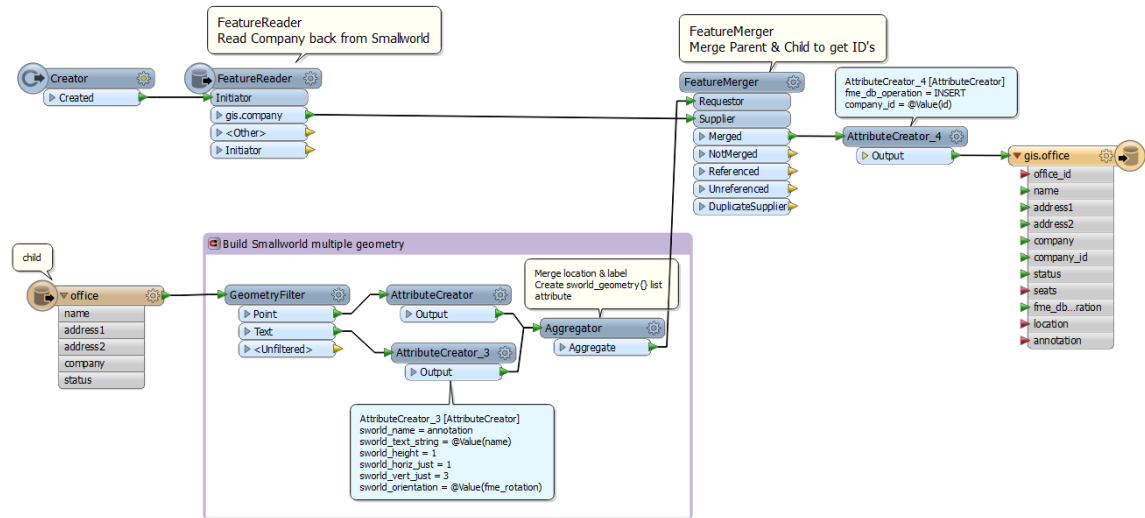 FeatureReader
Read Company back from Smallworld
FeatureMerger
Merge Parent & Child to get ID's
Creator
Created
FeatureReader
Initiator
gis.company
<Other>
Initiator
FeatureMerger
Requestor
Supplier
Merged
NotMerged
Referenced
Unreferenced
DuplicateSupplier
AttributeCreator_4 [AttributeCreator]
fme_db_operation = INSERT
company_id = @Value(id)
AttributeCreator_4
Output
gis.office
office_id
name
address1
address2
company
company_id
status
seats
fme_db...ration
location
annotation
child
office
name
address1
address2
company
status
Build Smallworld multiple geometry
GeometryFilter
Point
Text
<Unfiltered>
AttributeCreator
Output
AttributeCreator_3
Output
Merge location & label
Create sworld_geometry{} list
attribute
Aggregator
Aggregate
AttributeCreator_3 [AttributeCreator]
sworld_name = annotation
sworld_text_string = @Value(name)
sworld_height = 1
sworld_horiz_just = 1
sworld_vert_just = 3
sworld_orientation = @Value(fme_rotation)